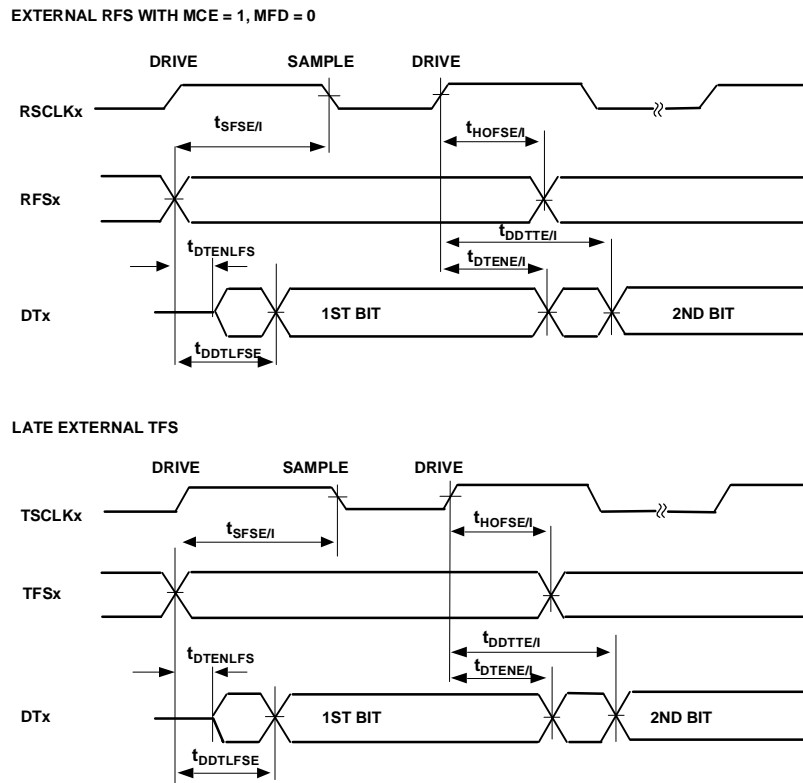 EXTERNAL RFS WITH MCE = 1, MFD = 0
DRIVE SAMPLE DRIVE
RSCLKx
tSFSE/I tHOFSE/I
RFSx
tDDTTE/I
tDTENLFS tDTENE/I
DTx 1ST BIT 2ND BIT
tDDTLFSE
LATE EXTERNAL TFS
DRIVE SAMPLE DRIVE
TSCLKx
tSFSE/I tHOFSE/I
TFSx
tDDTTE/I
tDTENLFS tDTENE/I
DTx 1ST BIT 2ND BIT
tDDTLFSE